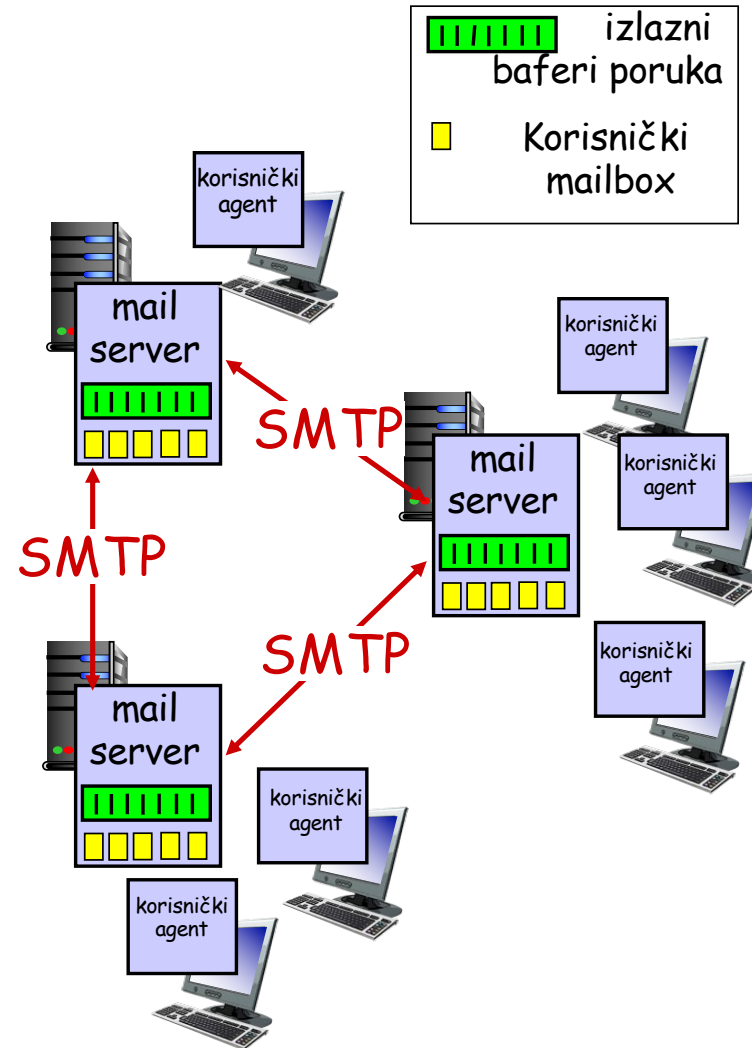 izlazni
baferi poruka
Korisnički
mailbox
korisnički
agent
mail
server
SMTP
korisnički
agent
korisnički
agent
mail
server
SMTP
SMTP
korisnički
agent
mail
server
korisnički
agent
korisnički
agent